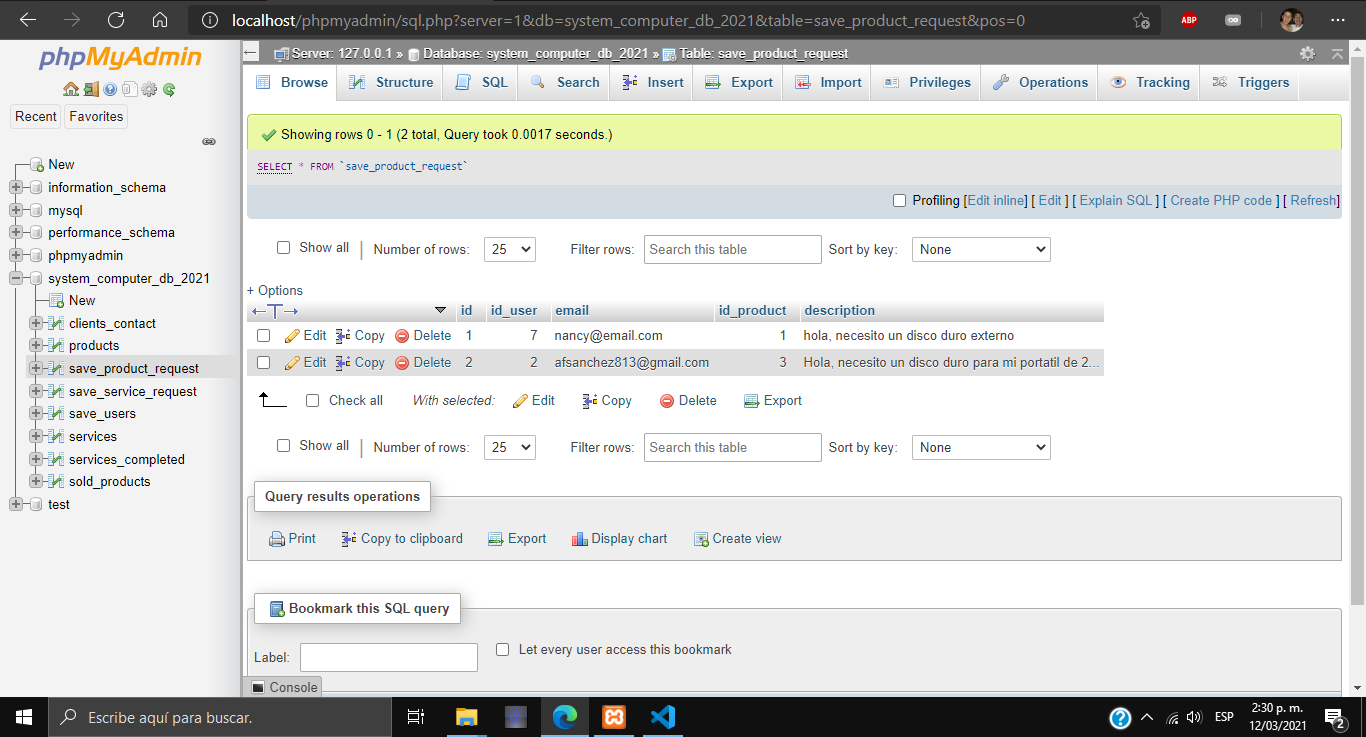 localhost/phpmyadmin/sql.php?server=1&db=system_computer_db_2021&table=save_product_request&pos=0
ABP
phpMyAdmin
Recent Favorites
New
information_schema
mysql
performance_schema
phpmyadmin
system_computer_db_2021
New
clients_contact
products
save_product_request
save_service_request
save_users
services
services_completed
sold_products
test
Server: 127.0.0.1 » Database: system_computer_db_2021 » Table: save_product_request
Browse Structure SQL Search Insert Export Import Privileges Operations Tracking Triggers
Showing rows 0 - 1 (2 total, Query took 0.0017 seconds.)
SELECT * FROM `save_product_request`
Profiling [Edit inline] [ Edit ] [ Explain SQL ] [ Create PHP code ] [ Refresh]
Show all Number of rows: 25 Filter rows: Search this table Sort by key: None
+ Options
id id_user email id_product description
Edit Copy Delete 1 7 nancy@email.com 1 hola, necesito un disco duro externo
Edit Copy Delete 2 2 afsanchez813@gmail.com 3 Hola, necesito un disco duro para mi portatil de 2...
Check all With selected: Edit Copy Delete Export
Show all Number of rows: 25 Filter rows: Search this table Sort by key: None
Query results operations
Print Copy to clipboard Export Display chart Create view
Bookmark this SQL query
Label: Let every user access this bookmark
Console
Escribe aquí para buscar.
ESP
2:30 p. m.
12/03/2021
2